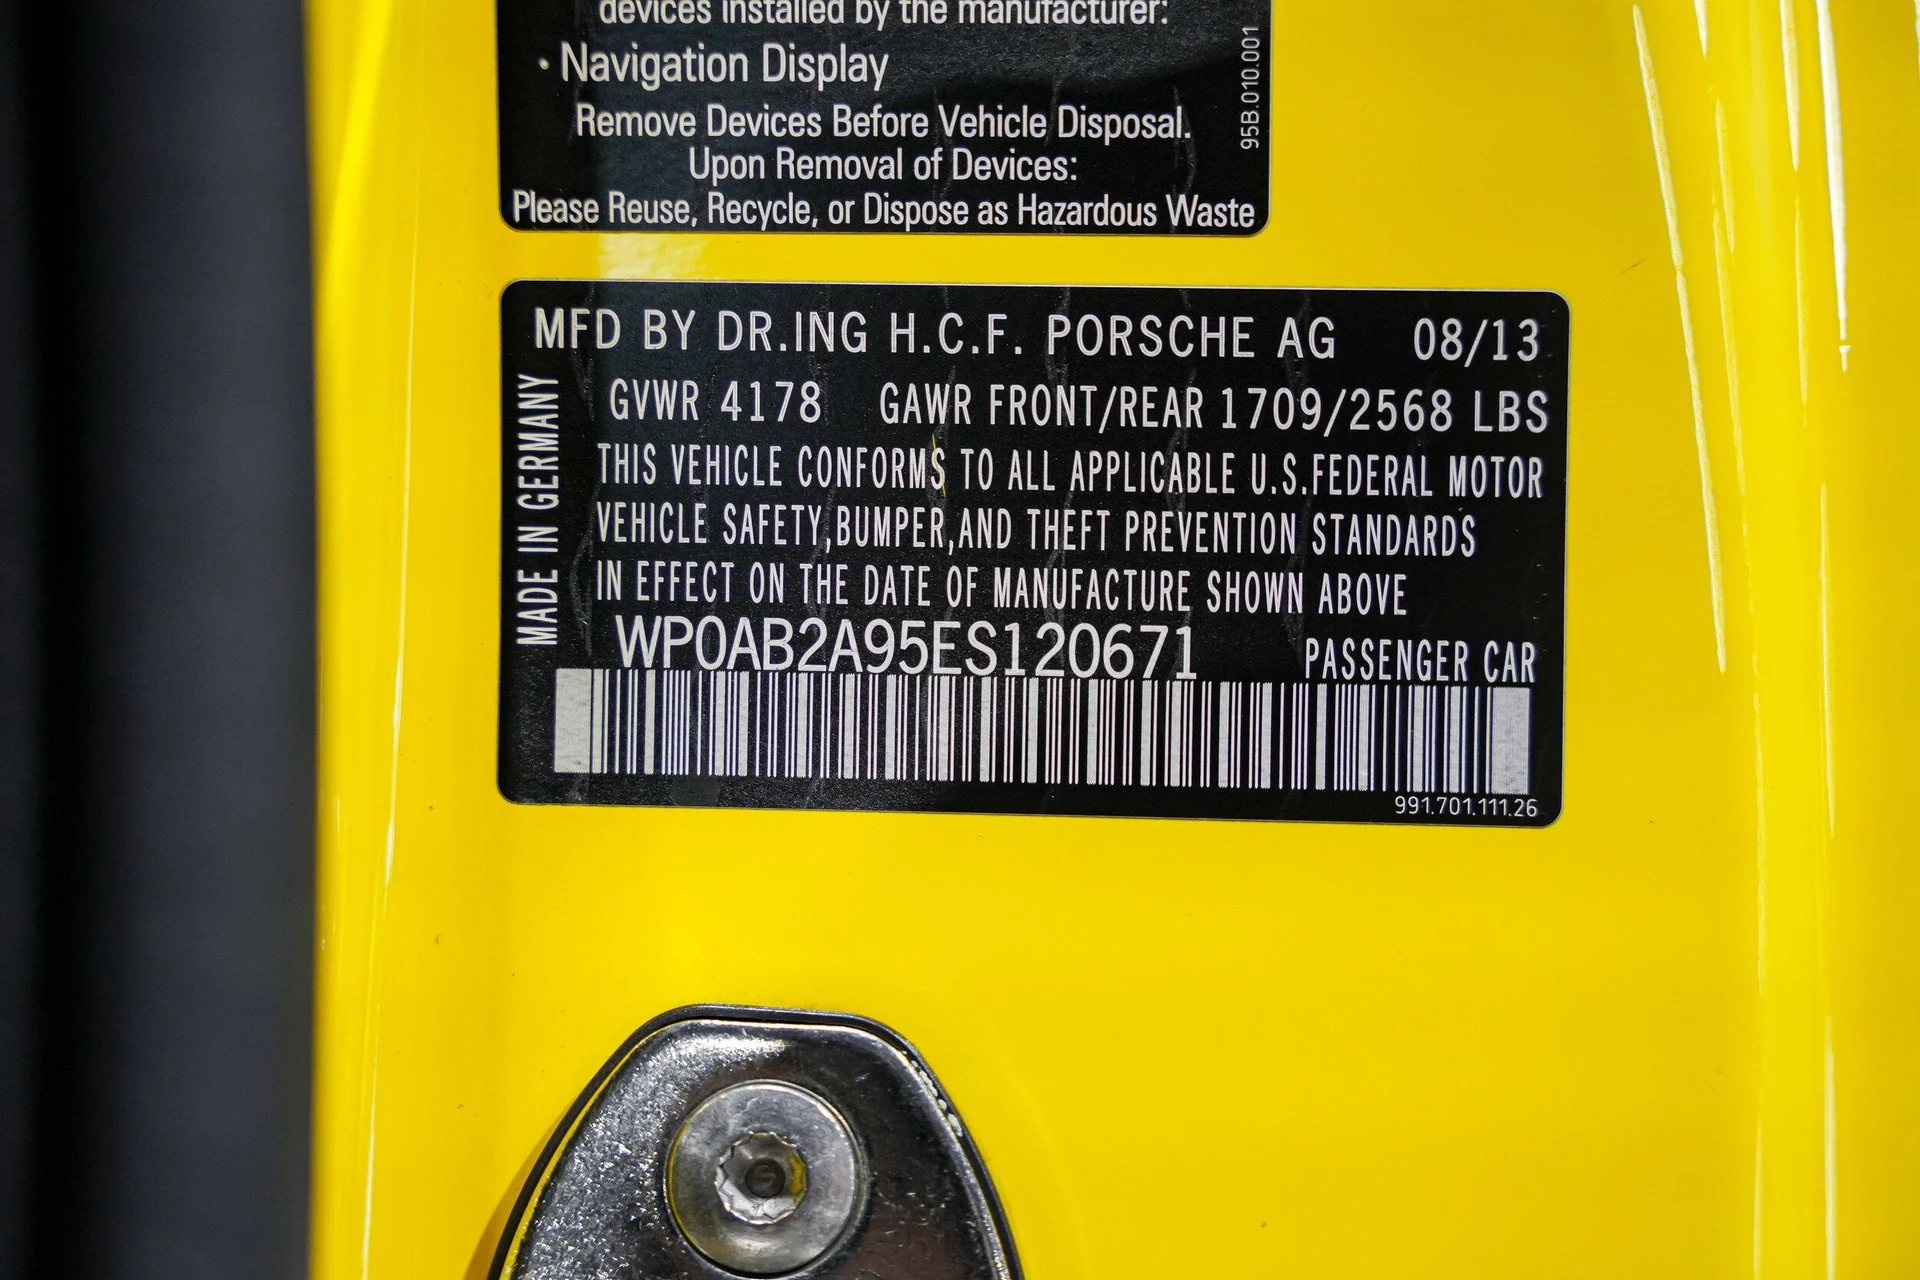 devices installed by the manufacturer:
· Navigation Display
Remove Devices Before Vehicle Disposal.
Upon Removal of Devices:
Please Reuse, Recycle, or Dispose as Hazardous Waste
95B.010.001
MFD BY DR.ING H.C.F. PORSCHE AG 08/13
GVWR 4178 GAWR FRONT/REAR 1709/2568 LBS
THIS VEHICLE CONFORMS TO ALL APPLICABLE U.S.FEDERAL MOTOR
VEHICLE SAFETY,BUMPER,AND THEFT PREVENTION STANDARDS
IN EFFECT ON THE DATE OF MANUFACTURE SHOWN ABOVE
WP0AB2A95ES120671 PASSENGER CAR
991.701.111.26
MADE IN GERMANY